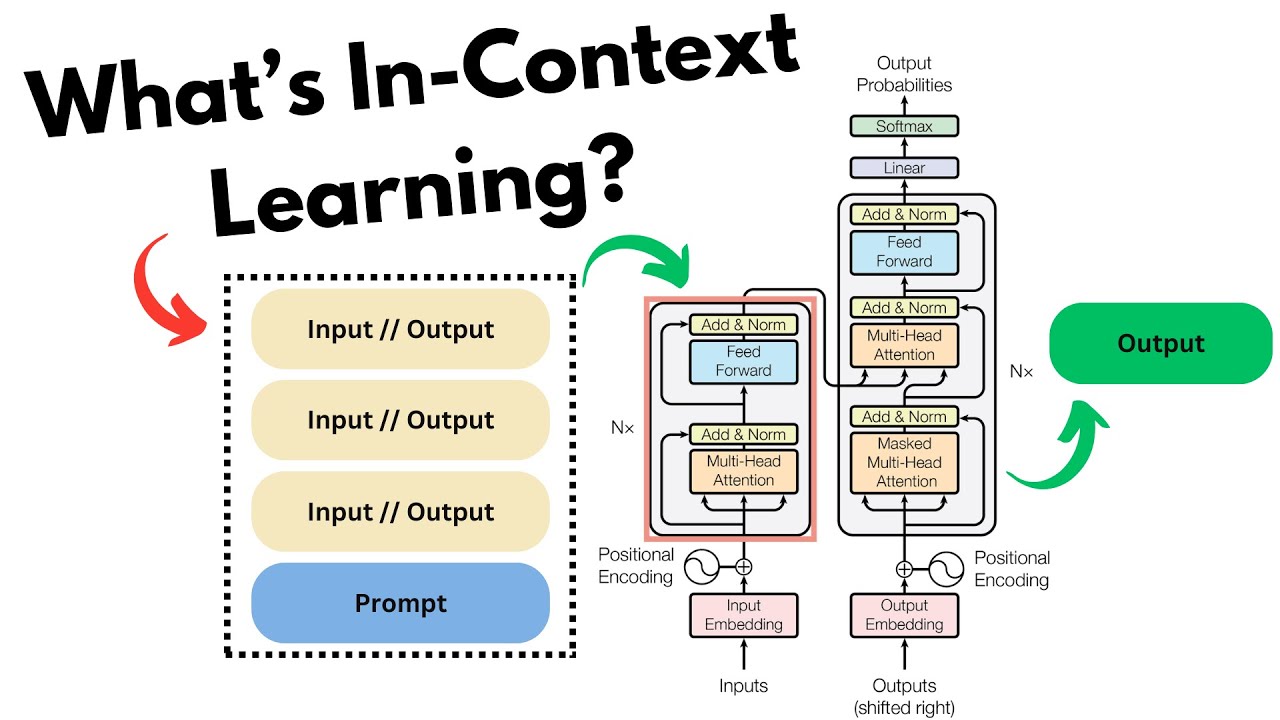 What's In-Context
Learning?
Input // Output
Input // Output
Input // Output
Prompt
Nx
Add & Norm
Feed
Forward
Add & Norm
Multi-Head
Attention
Positional
Encoding
Input
Embedding
Inputs
Output
Probabilities
Softmax
Linear
Add & Norm
Feed
Forward
Add & Norm
Multi-Head
Attention
Nx
Add & Norm
Masked
Multi-Head
Attention
Positional
Encoding
Output
Embedding
Outputs
(shifted right)
Output